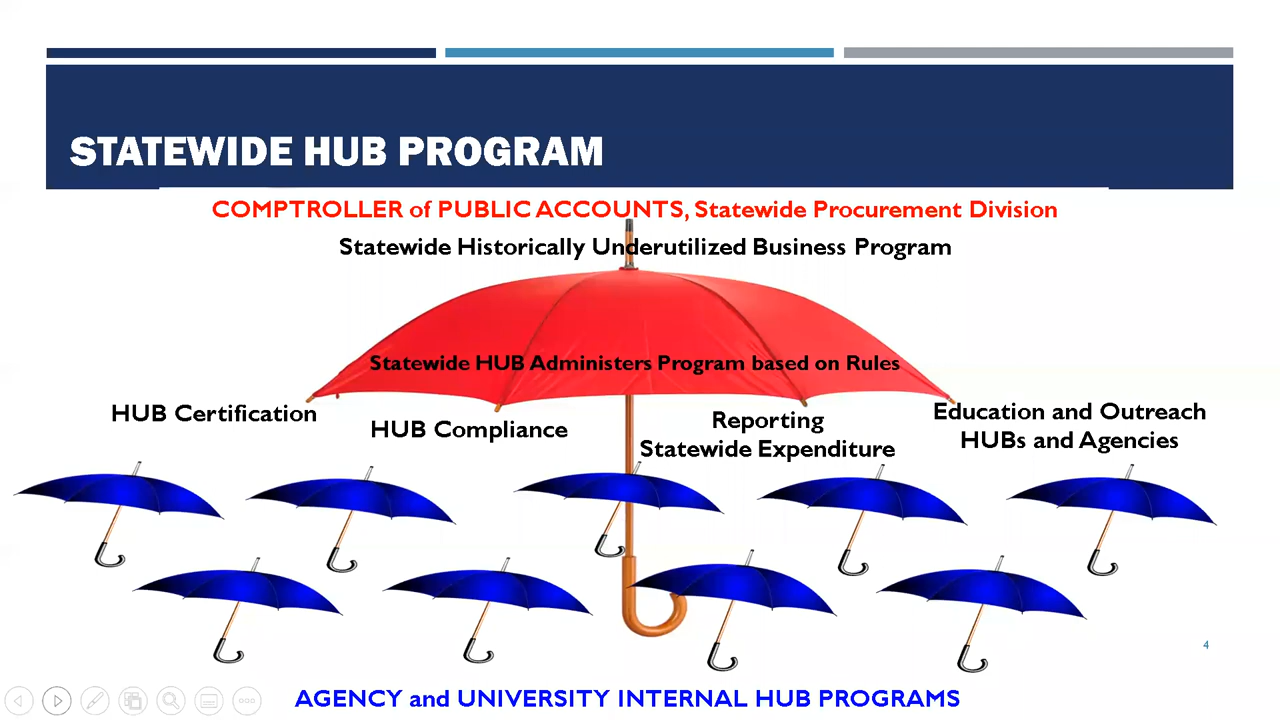 STATEWIDE HUB PROGRAM
COMPTROLLER of PUBLIC ACCOUNTS, Statewide Procurement Division
Statewide Historically Underutilized Business Program
Statewide HUB Administers Program based on Rules
HUB Certification
HUB Compliance
Reporting
Statewide Expenditure
Education and Outreach
HUBs and Agencies
4
AGENCY and UNIVERSITY INTERNAL HUB PROGRAMS